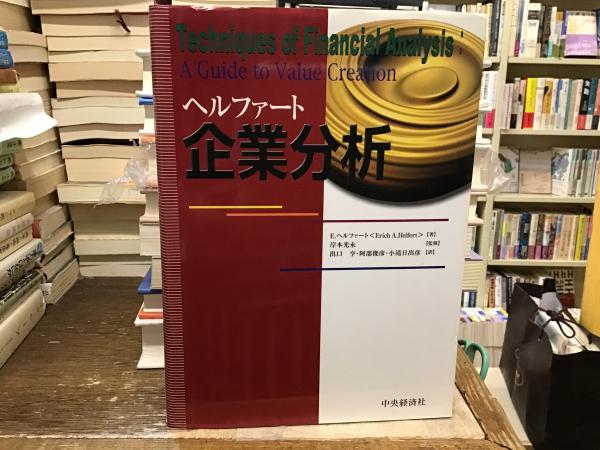 Techniques of Financial Analysis
A Guide to Value Creation
ヘルファート
企業分析
E.ヘルファート<Erich A.Helfert> [著]
岸本光永 [監修]
出口 亨・阿部俊彦・小滝日出彦 [訳]
中央経済社